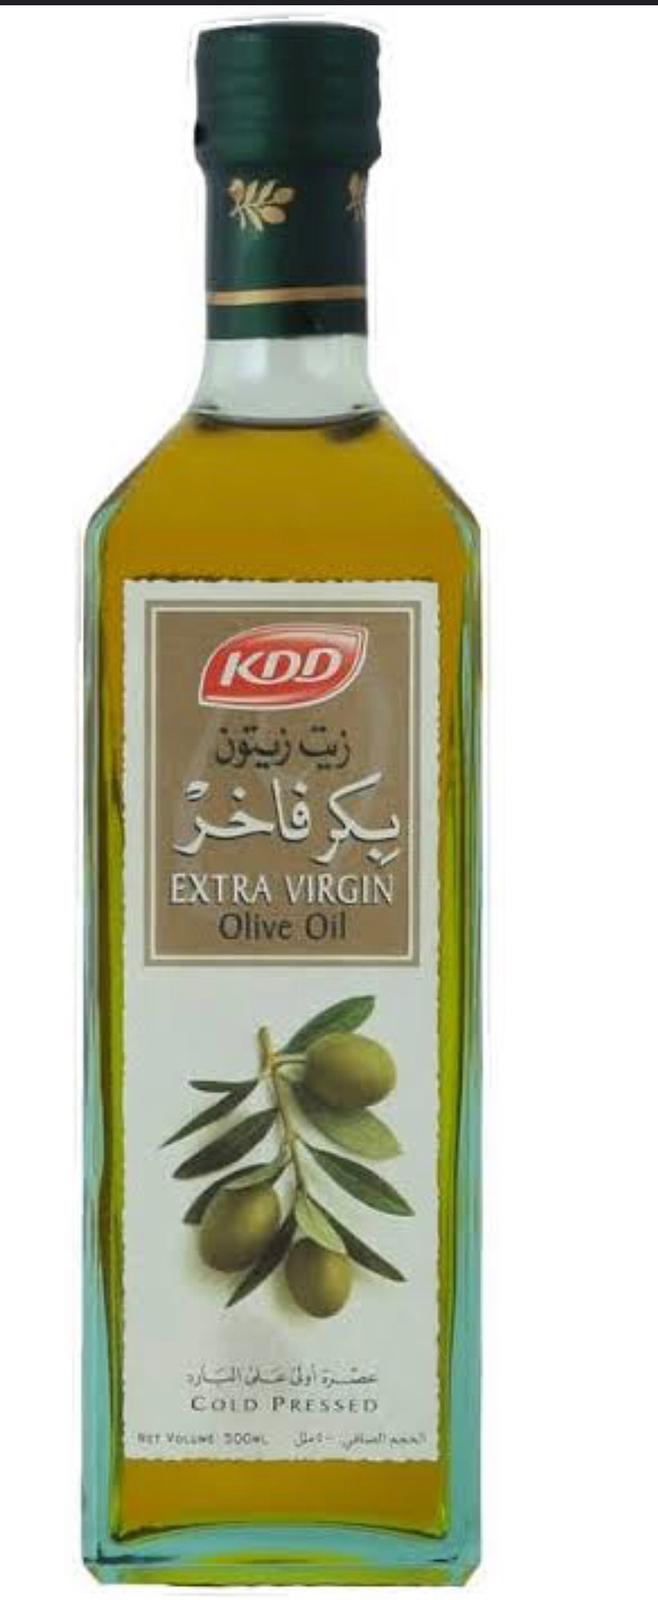 KDD
زيت زيتون
بكر فاخر
EXTRA VIRGIN
Olive Oil
عصرة أولى على البارد
COLD PRESSED
NET VOLUME 500ML الحجم الصافي ٥٠٠مل